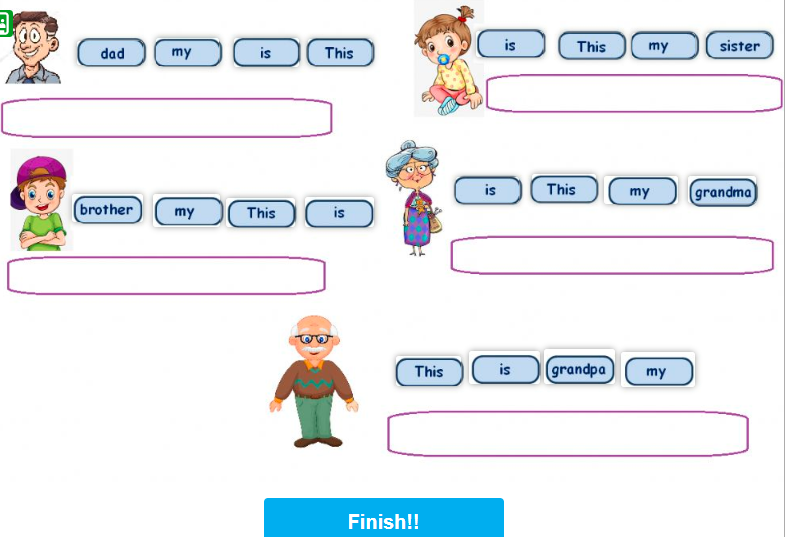 dad my is This
is This my sister
brother my This is
is This my grandma
This is grandpa my
Finish!!